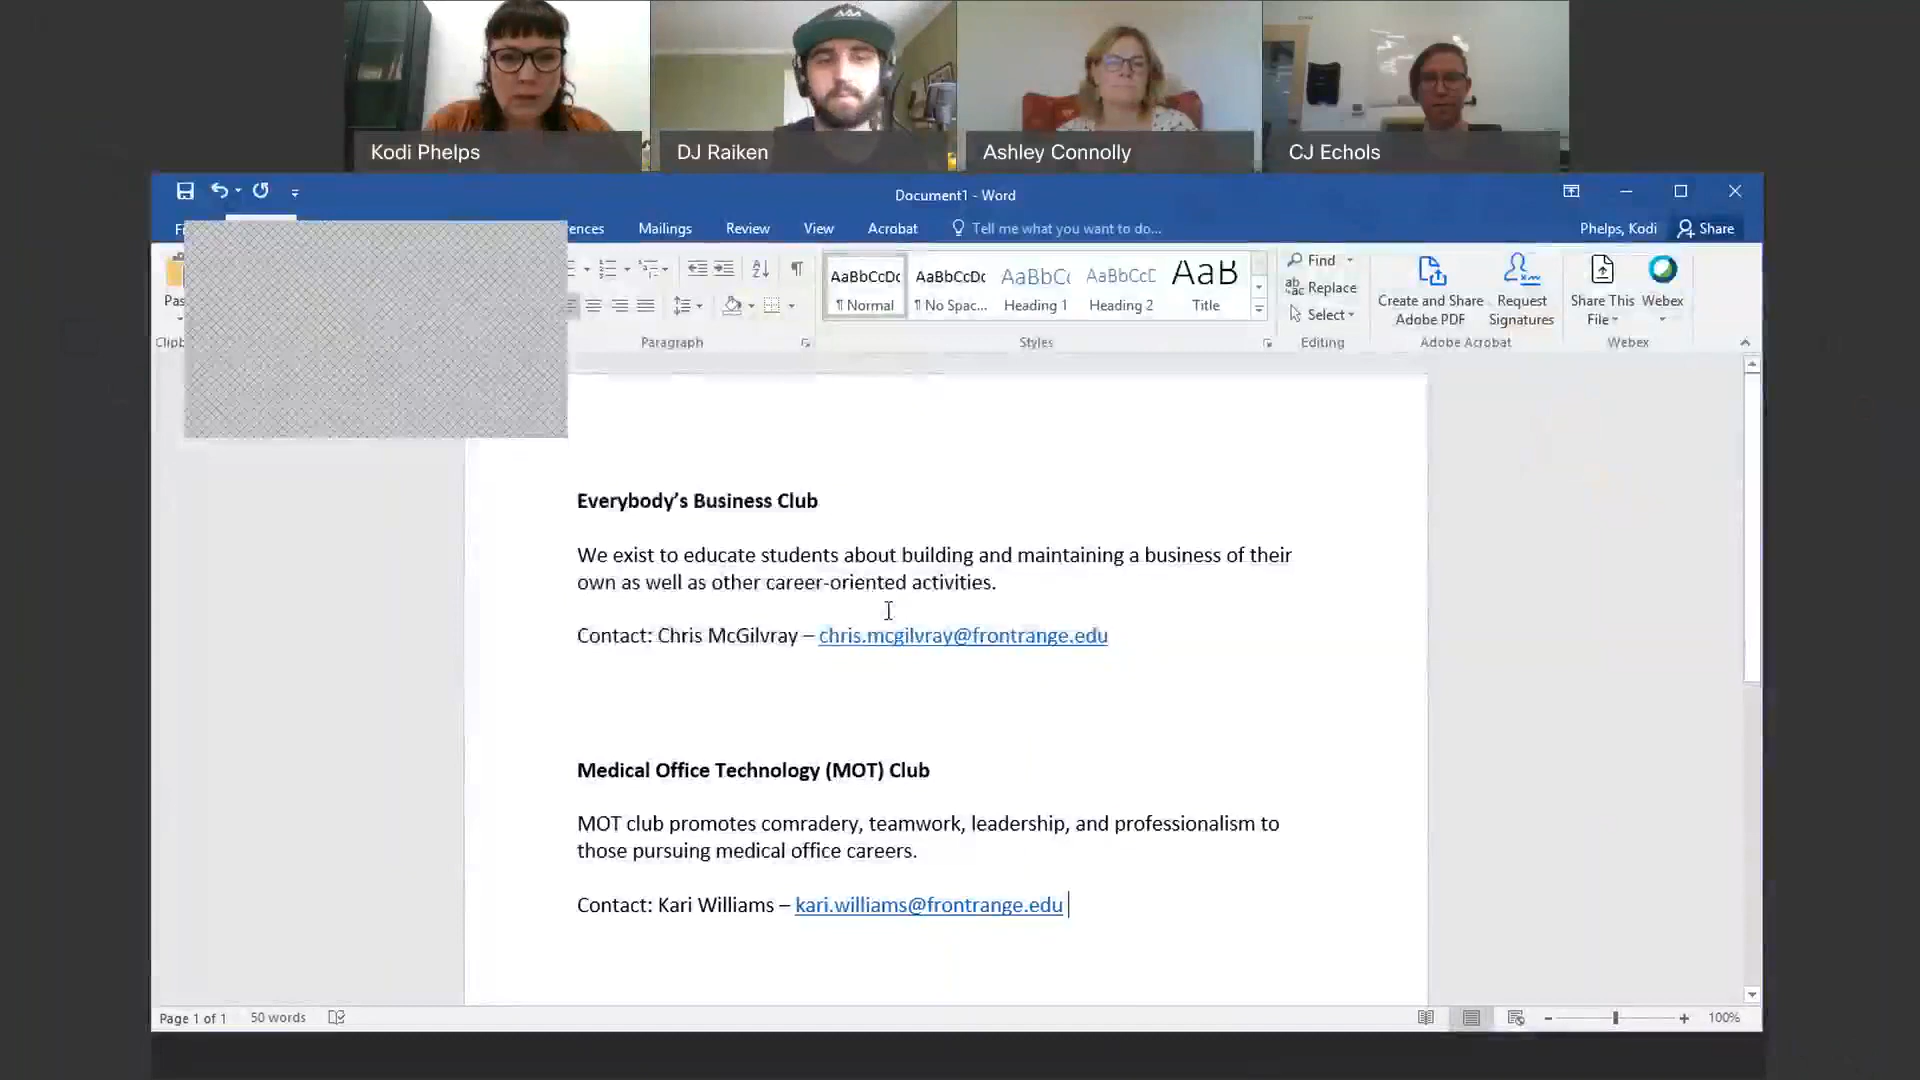 Kodi Phelps
DJ Raiken
Ashley Connolly
CJ Echols
Document1 - Word
Mailings
Review
View
Acrobat
Tell me what you want to do...
Phelps, Kodi
Share
AaBbCcDc
¶ Normal
AaBbCcDc
¶ No Spac...
AaBbC(
Heading 1
AaBbCcD
Heading 2
AaB
Title
Find
Replace
Select
Create and Share
Adobe PDF
Request
Signatures
Share This
File
Webex
Paragraph
Styles
Editing
Adobe Acrobat
Webex
Everybody's Business Club
We exist to educate students about building and maintaining a business of their
own as well as other career-oriented activities.
Contact: Chris McGilvray – chris.mcgilvray@frontrange.edu
Medical Office Technology (MOT) Club
MOT club promotes comradery, teamwork, leadership, and professionalism to
those pursuing medical office careers.
Contact: Kari Williams – kari.williams@frontrange.edu
Page 1 of 1
50 words
100%